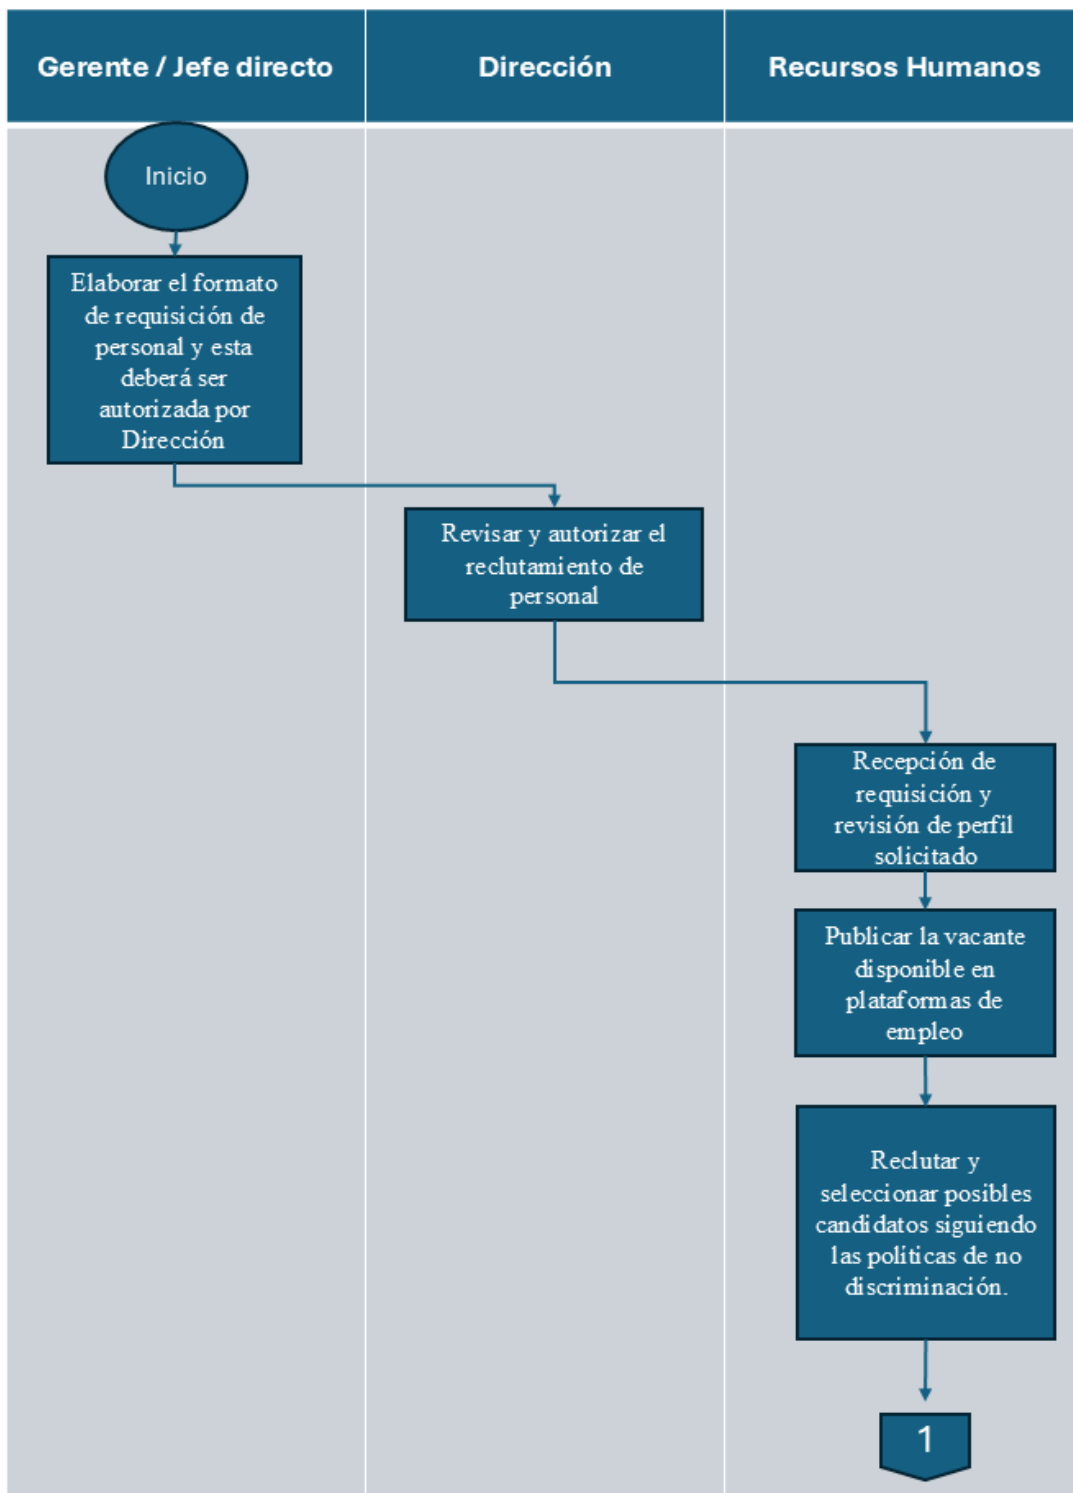 Gerente / Jefe directo
Dirección
Recursos Humanos
Inicio
Elaborar el formato
de requisición de
personal y esta
deberá ser
autorizada por
Dirección
Revisar y autorizar el
reclutamiento de
personal
Recepción de
requisición y
revisión de perfil
solicitado
Publicar la vacante
disponible en
plataformas de
empleo
Reclutar y
seleccionar posibles
candidatos siguiendo
las políticas de no
discriminación.
1